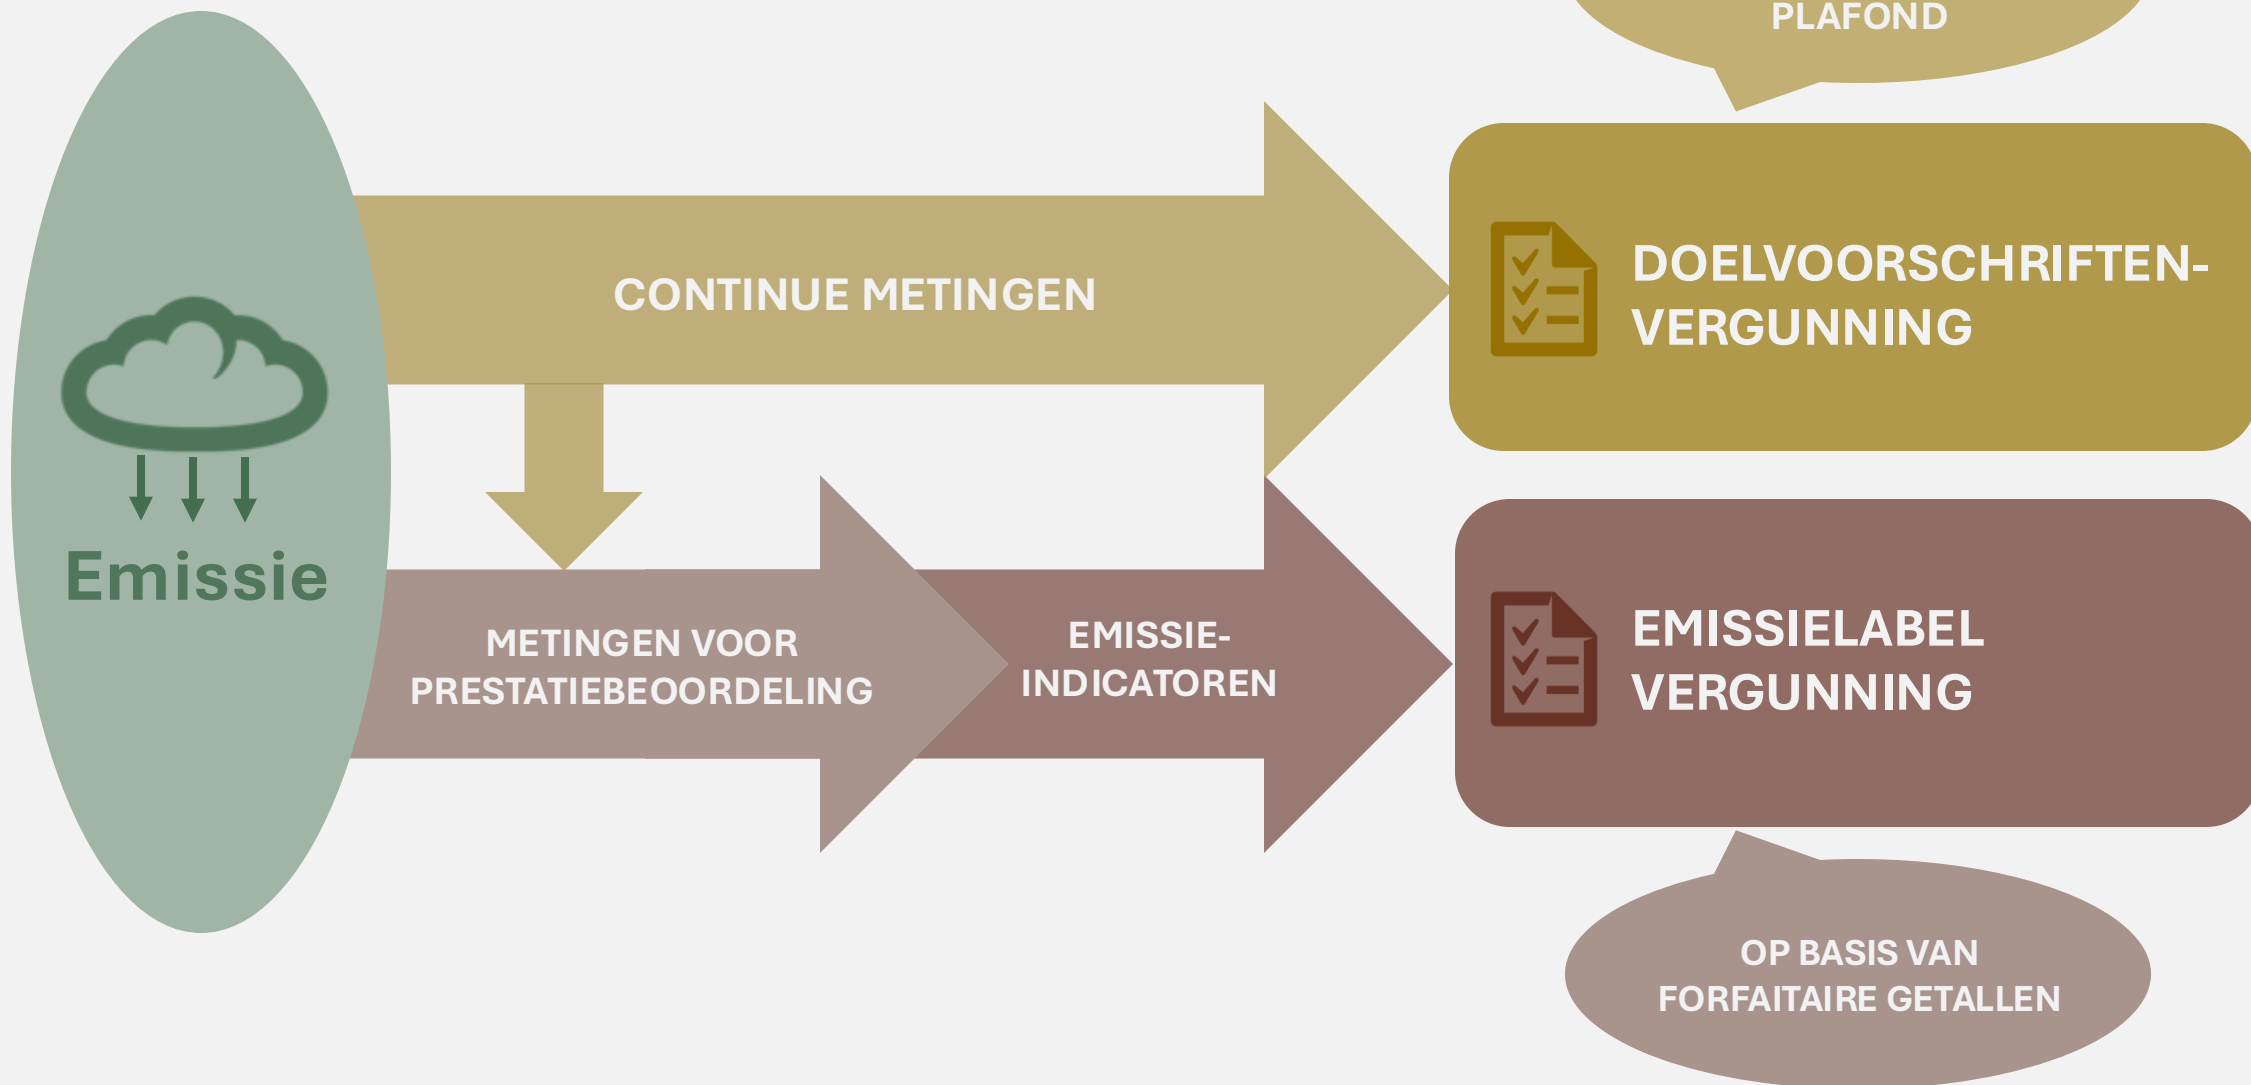 PLAFOND
CONTINUE METINGEN
DOELVOORSCHRIFTEN-
VERGUNNING
Emissie
METINGEN VOOR
PRESTATIEBEOORDELING
EMISSIE-
INDICATOREN
EMISSIELABEL
VERGUNNING
OP BASIS VAN
FORFAITAIRE GETALLEN